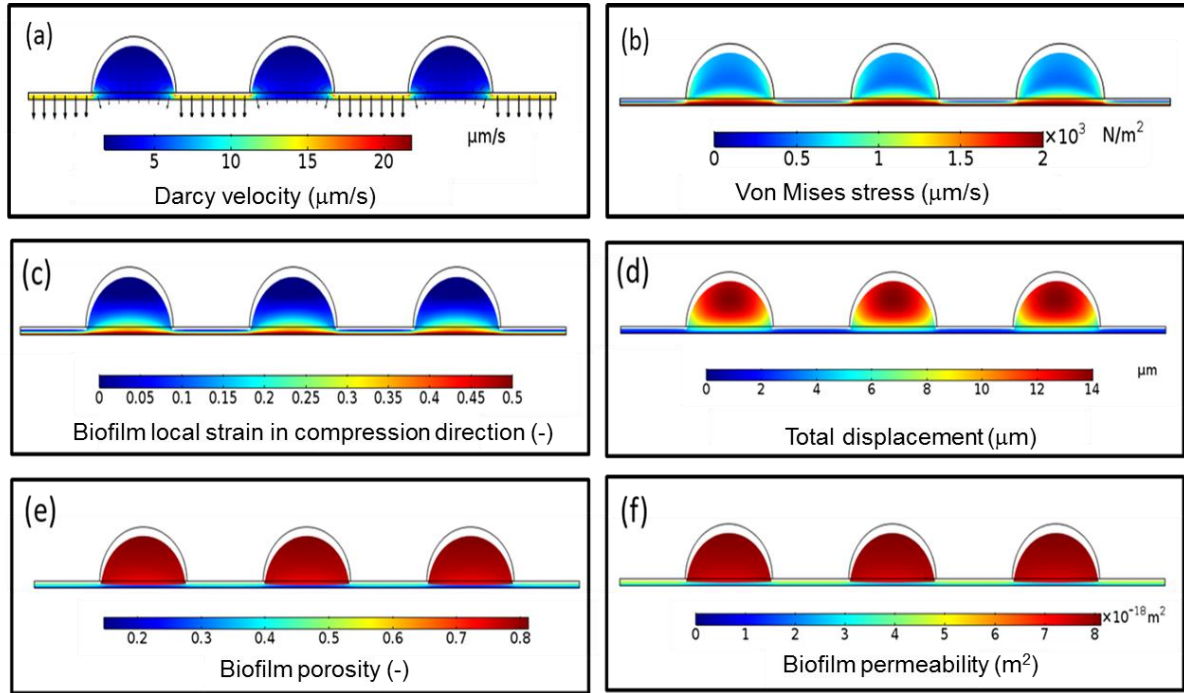 (a)
µm/s
5 10 15 20
Darcy velocity (µm/s)
(b)
×10³ N/m²
0 0.5 1 1.5 2
Von Mises stress (µm/s)
(c)
0 0.05 0.1 0.15 0.2 0.25 0.3 0.35 0.4 0.45 0.5
Biofilm local strain in compression direction (-)
(d)
µm
0 2 4 6 8 10 12 14
Total displacement (µm)
(e)
0.2 0.3 0.4 0.5 0.6 0.7 0.8
Biofilm porosity (-)
(f)
×10⁻¹⁸ m²
0 1 2 3 4 5 6 7 8
Biofilm permeability (m²)